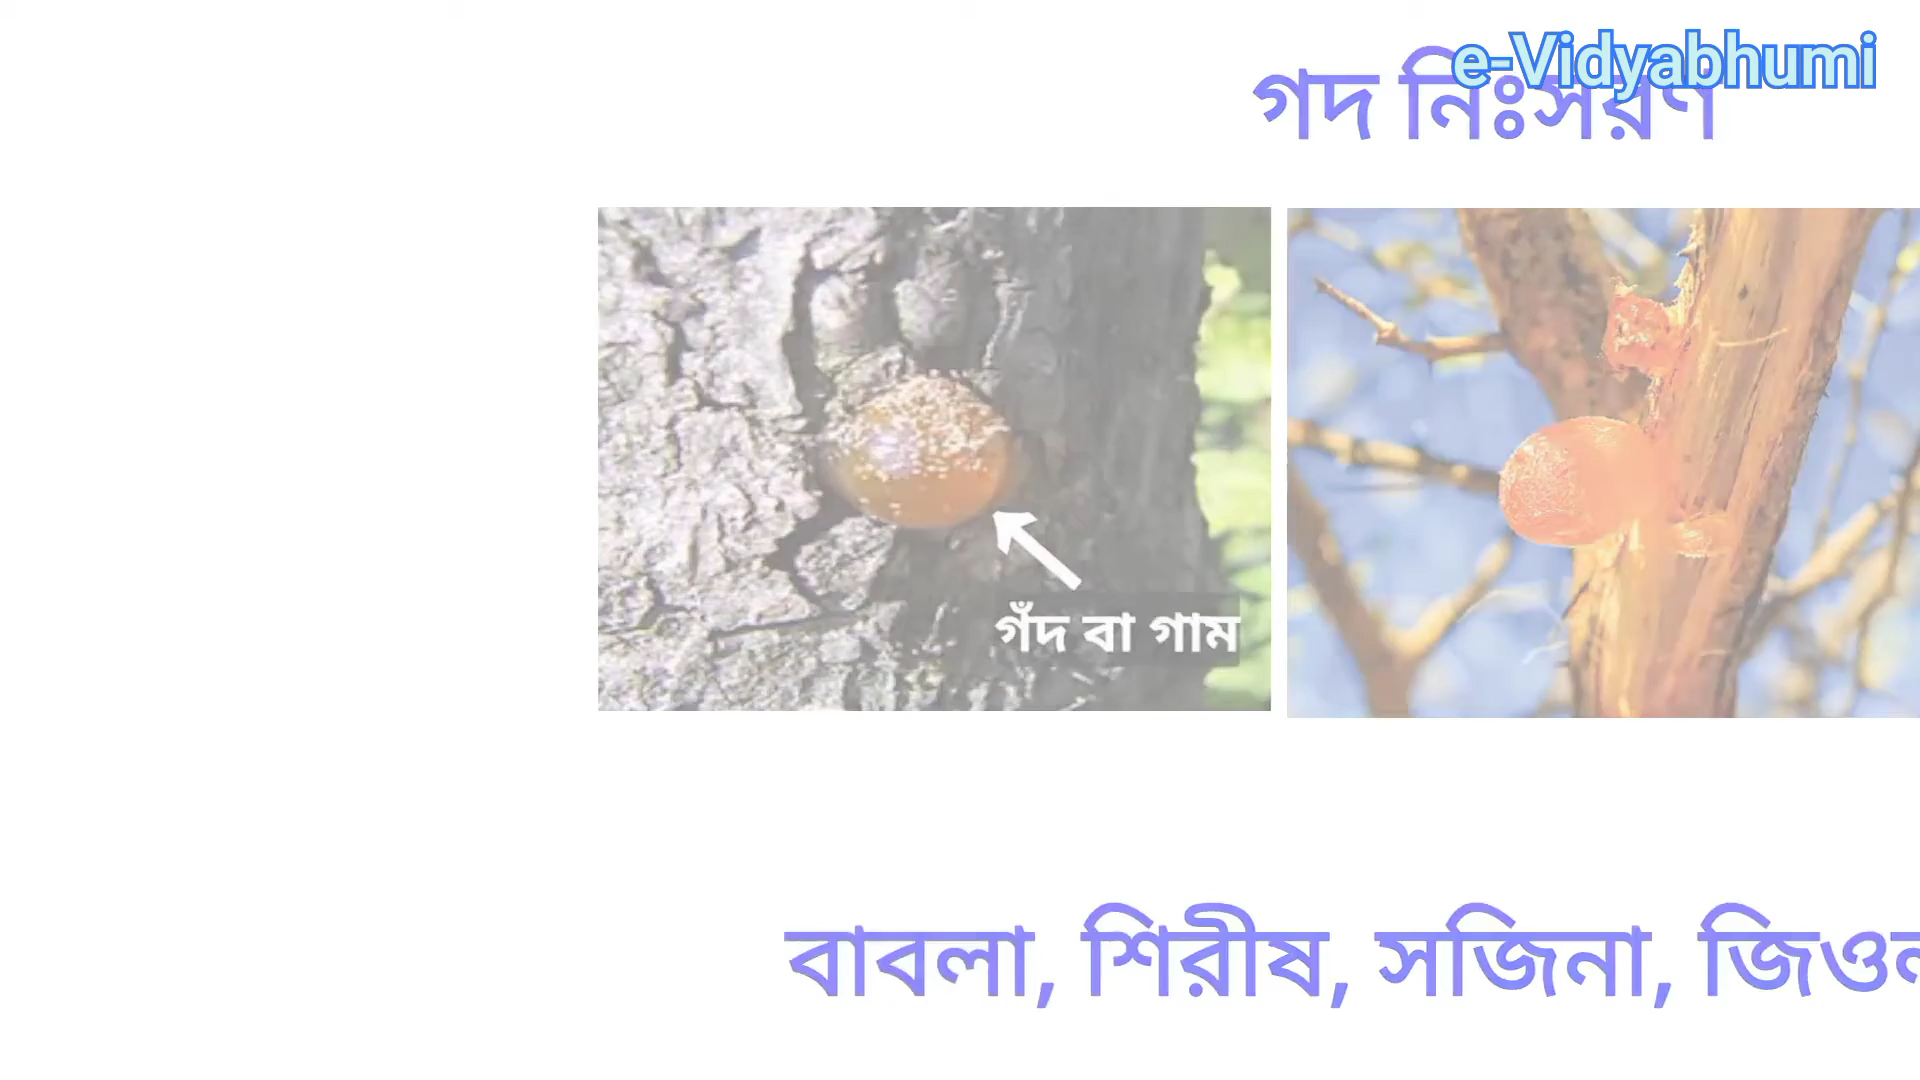 e-Vidyabhumi
গদ নিঃসরণ
গঁদ বা গাম
বাবলা, শিরীষ, সজিনা,